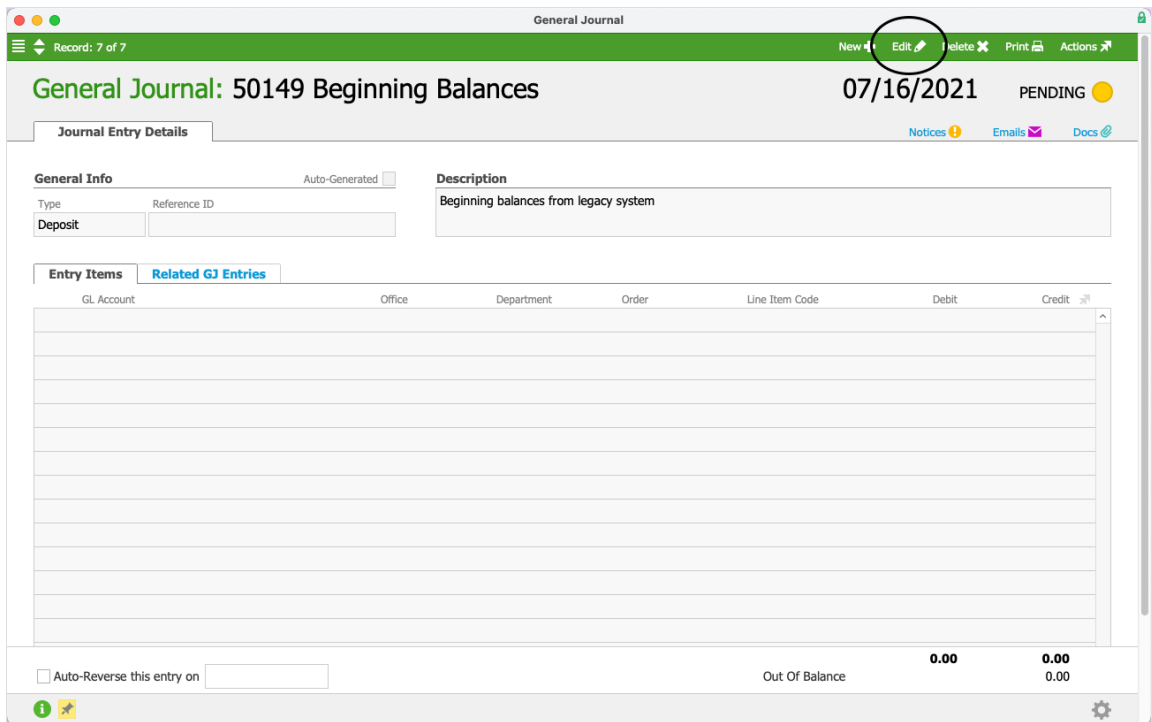 General Journal
Record: 7 of 7 New Edit Delete Print Actions
General Journal: 50149 Beginning Balances 07/16/2021 PENDING
Journal Entry Details Notices Emails Docs
General Info Auto-Generated Description
Type Reference ID Beginning balances from legacy system
Deposit
Entry Items Related GJ Entries
GL Account Office Department Order Line Item Code Debit Credit
0.00 0.00
Auto-Reverse this entry on Out Of Balance 0.00